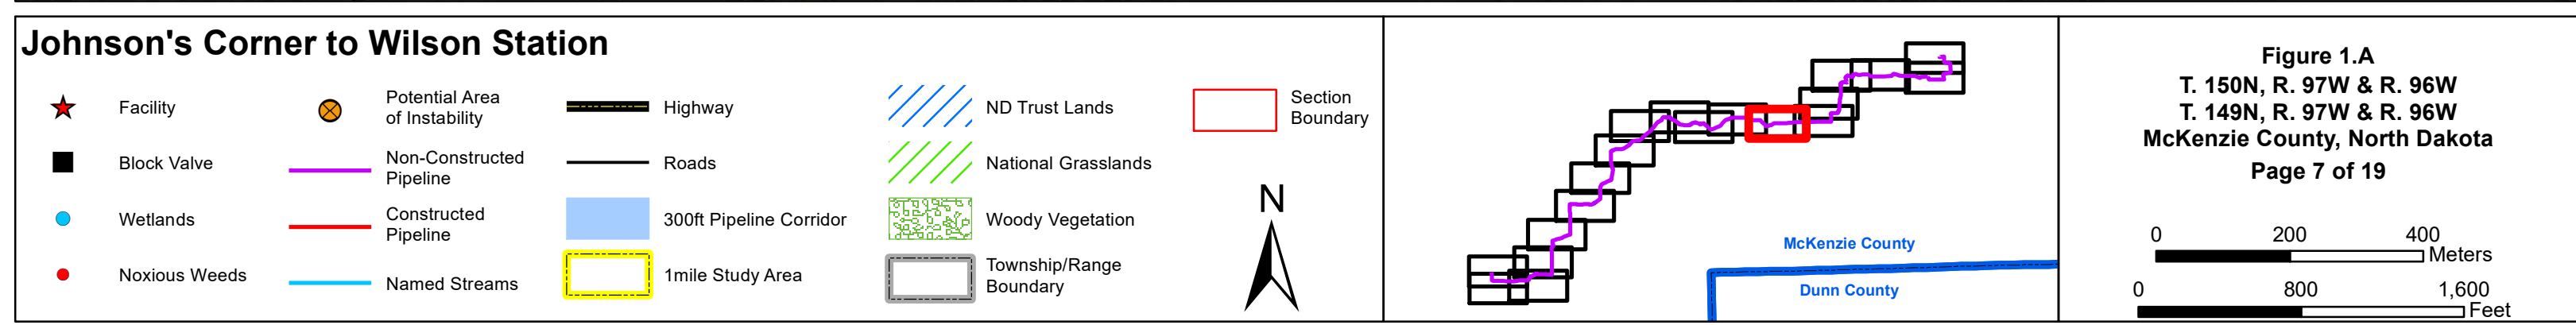 Johnson's Corner to Wilson Station
Facility
Block Valve
Wetlands
Noxious Weeds
Potential Area
of Instability
Non-Constructed
Pipeline
Constructed
Pipeline
Named Streams
Highway
Roads
300ft Pipeline Corridor
1mile Study Area
ND Trust Lands
National Grasslands
Woody Vegetation
Township/Range
Boundary
Section
Boundary
N
McKenzie County
Dunn County
Figure 1.A
T. 150N, R. 97W & R. 96W
T. 149N, R. 97W & R. 96W
McKenzie County, North Dakota
Page 7 of 19
0 200 400
Meters
0 800 1,600
Feet